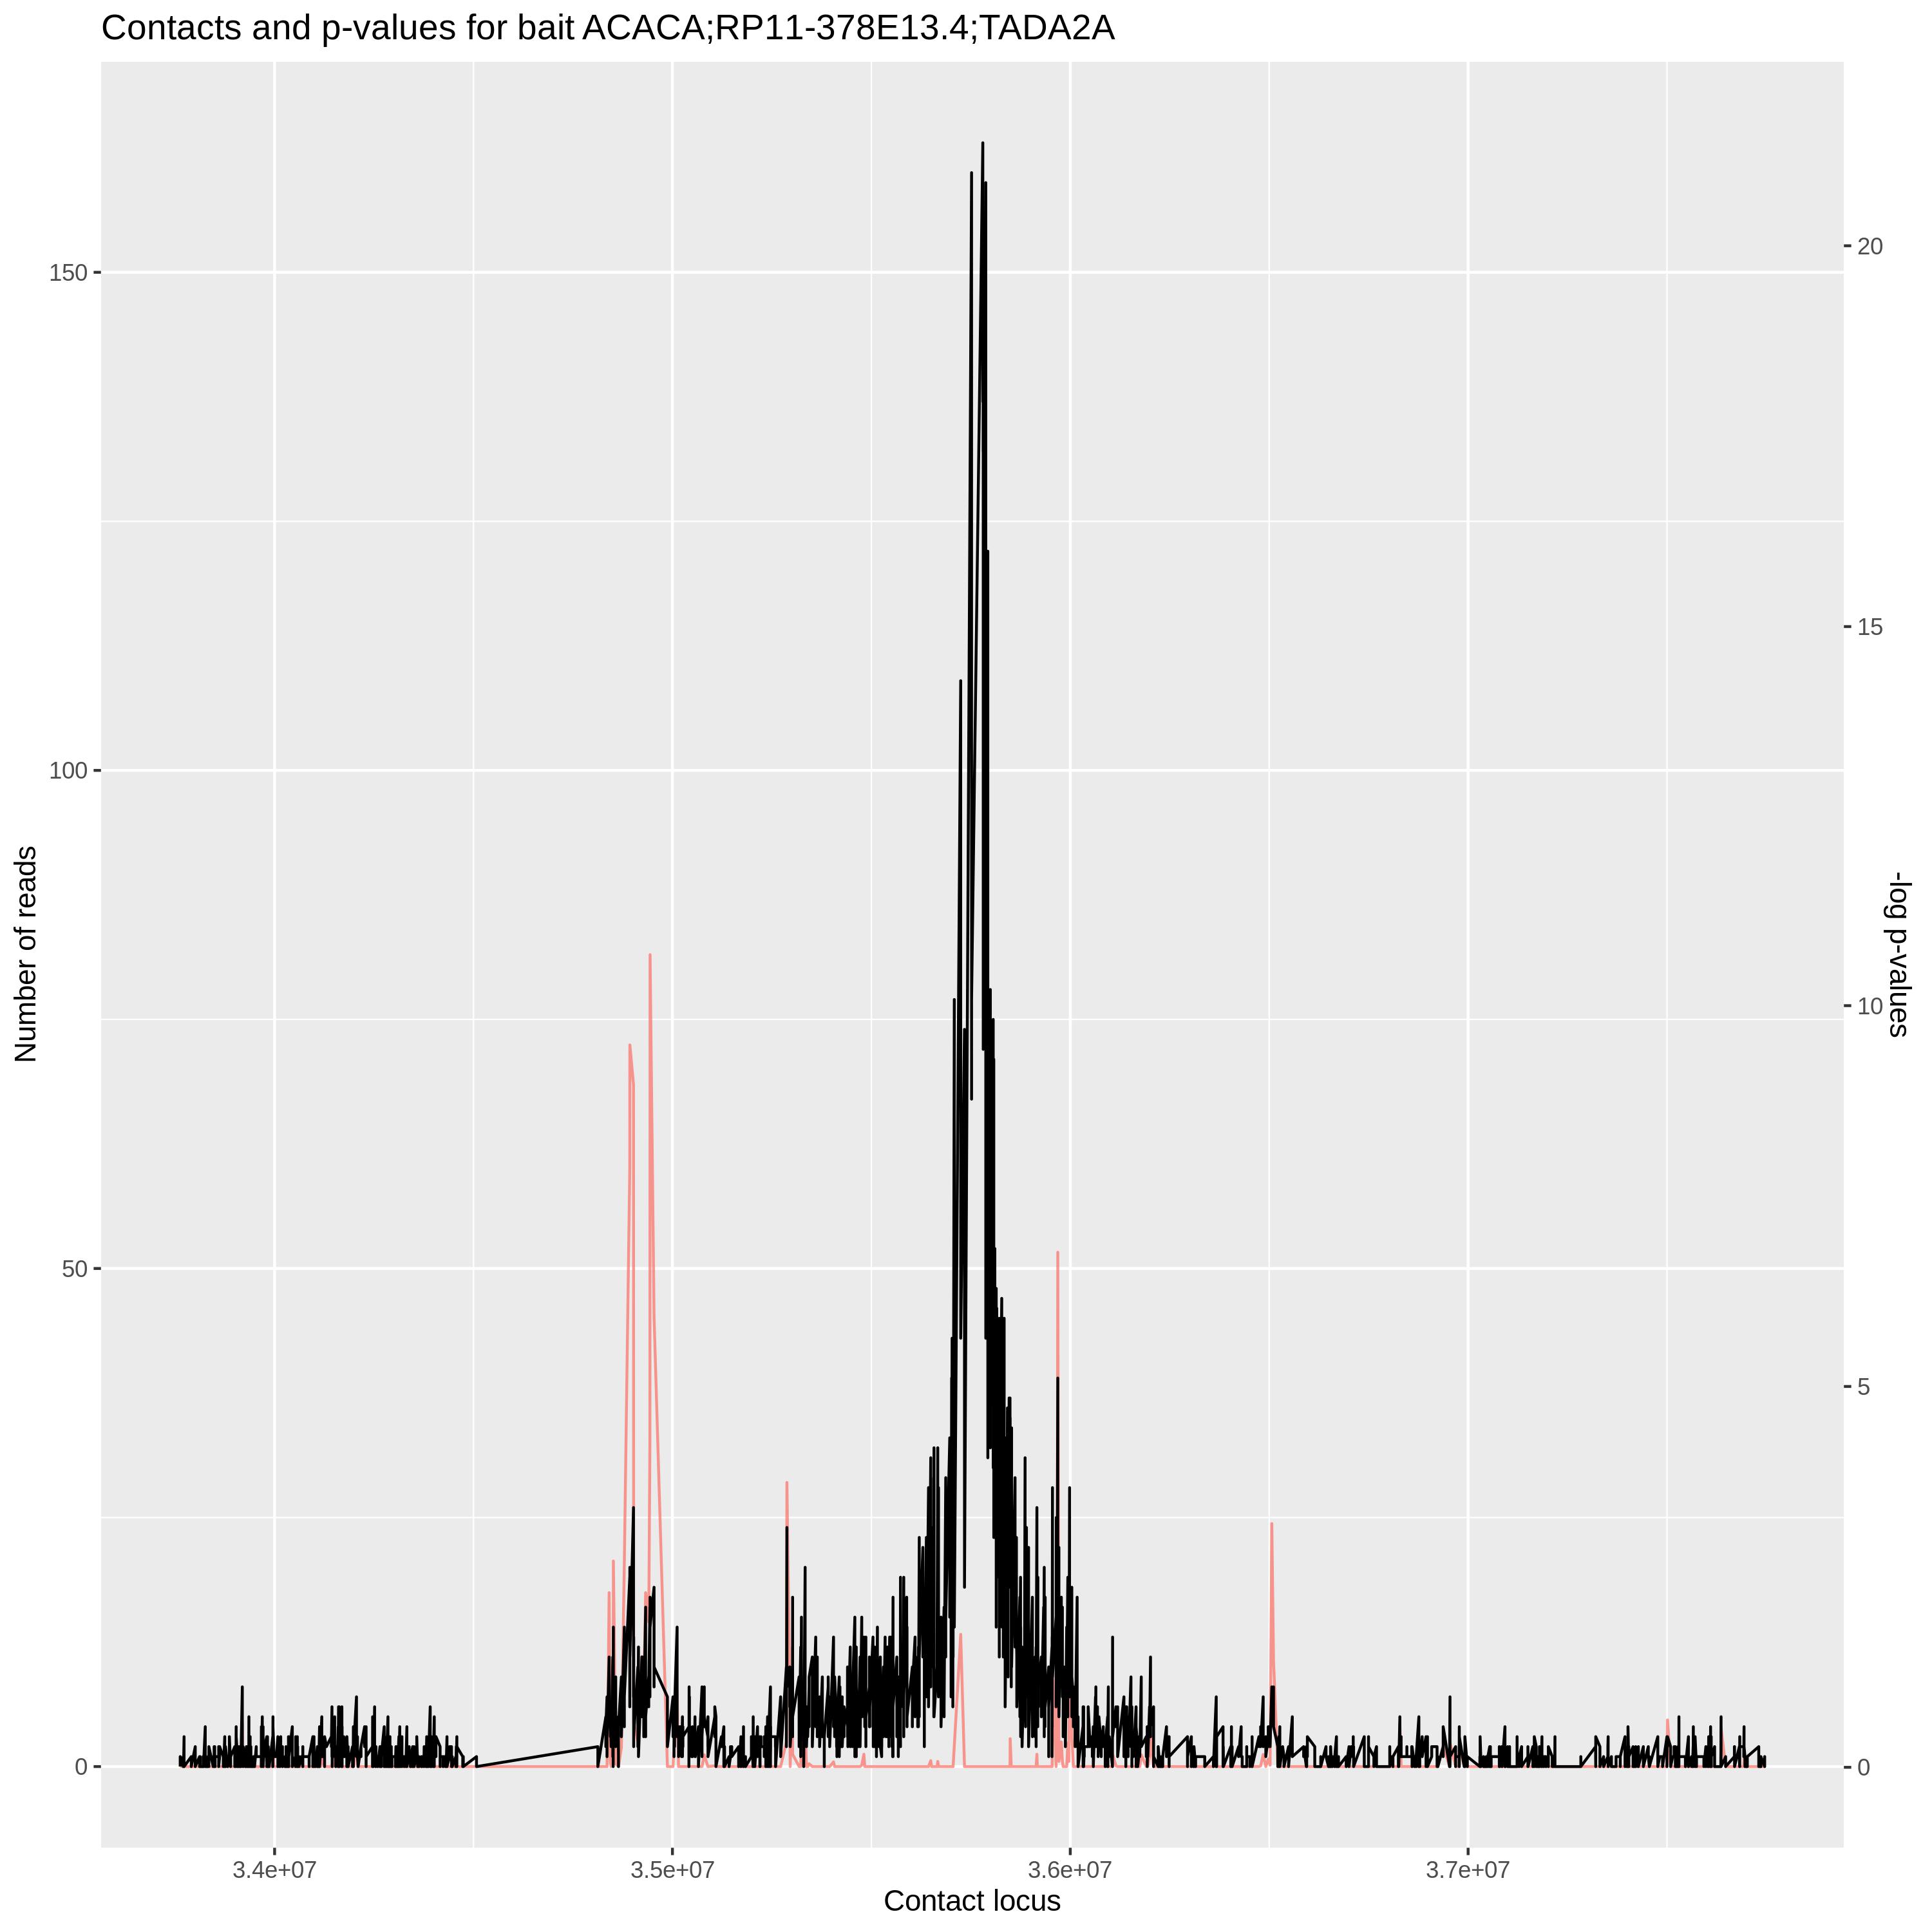 Contacts and p-values for bait ACACA;RP11-378E13.4;TADA2A
150
100
50
0
Number of reads
20
15
10
5
0
-log p-values
3.4e+07
3.5e+07
3.6e+07
3.7e+07
Contact locus